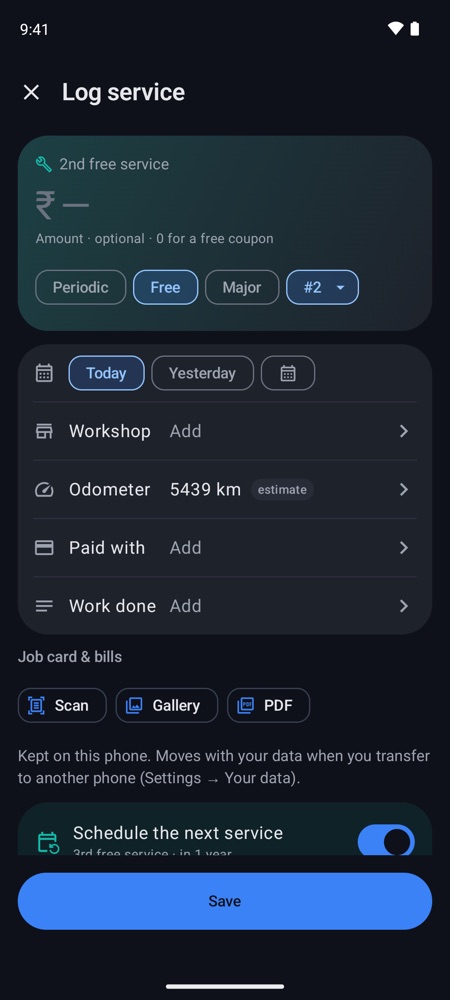 9:41
Log service
2nd free service
₹ —
Amount · optional · 0 for a free coupon
Periodic Free Major #2
Today Yesterday
Workshop Add
Odometer 5439 km estimate
Paid with Add
Work done Add
Job card & bills
Scan Gallery PDF
Kept on this phone. Moves with your data when you transfer
to another phone (Settings → Your data).
Schedule the next service
3rd free service · in 1 year
Save